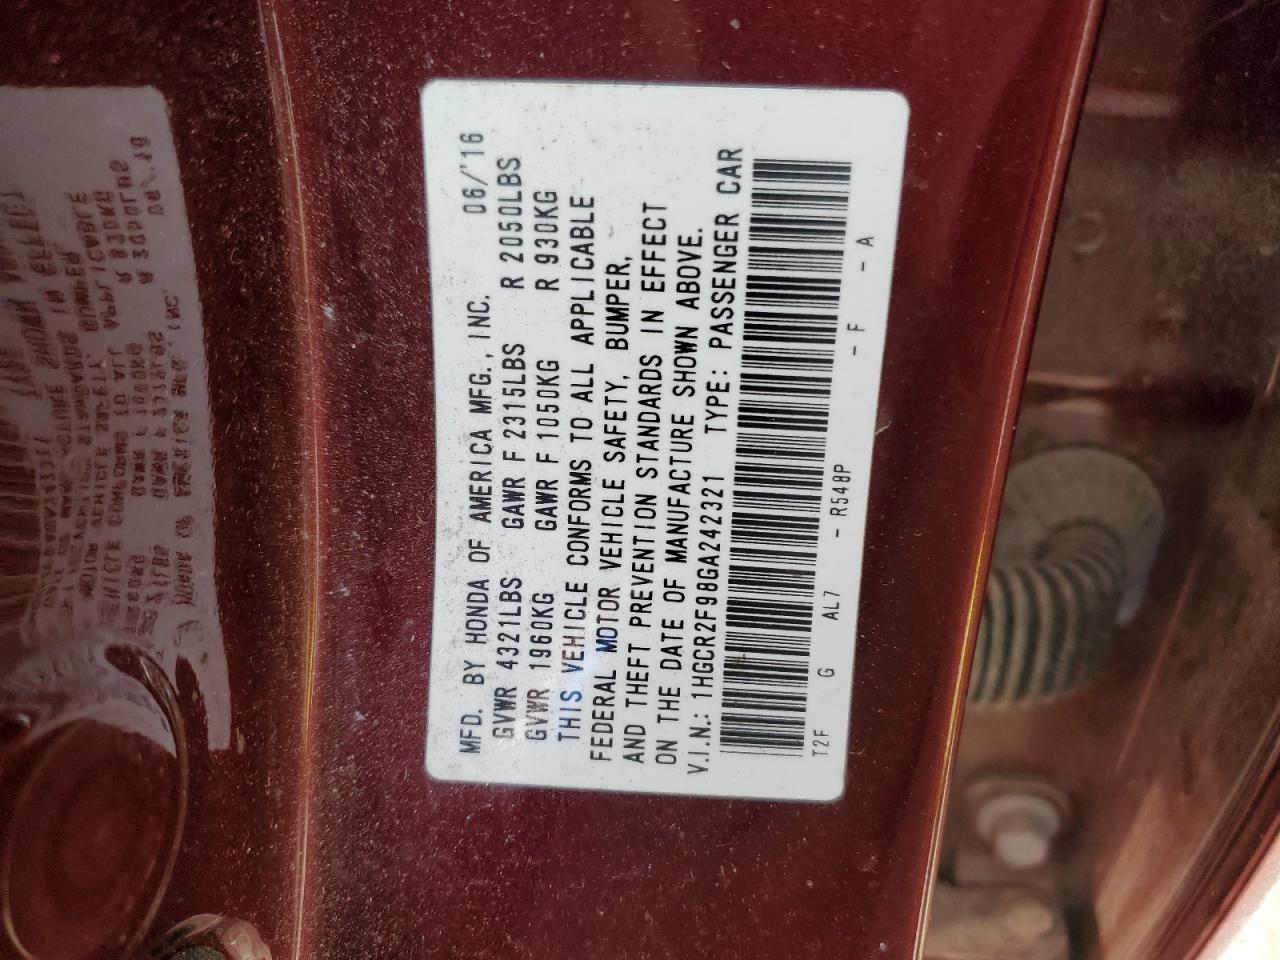 MFD. BY HONDA OF AMERICA MFG., INC. 06/'16
GVWR 4321LBS GAWR F 2315LBS R 2050LBS
GVWR 1960KG GAWR F 1050KG R 930KG
THIS VEHICLE CONFORMS TO ALL APPLICABLE
FEDERAL MOTOR VEHICLE SAFETY, BUMPER,
AND THEFT PREVENTION STANDARDS IN EFFECT
ON THE DATE OF MANUFACTURE SHOWN ABOVE.
V.I.N.: 1HGCR2F98GA242321 TYPE: PASSENGER CAR
T2F G AL7 - R548P - F - A